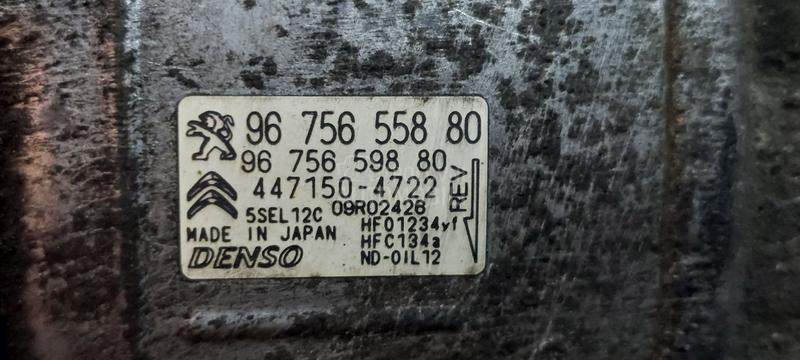 96 756 558 80
96 756 598 80
447150-4722
5SEL12C 09R02428
HFO1234yf
MADE IN JAPAN HFC134a
DENSO ND-OIL12
REV